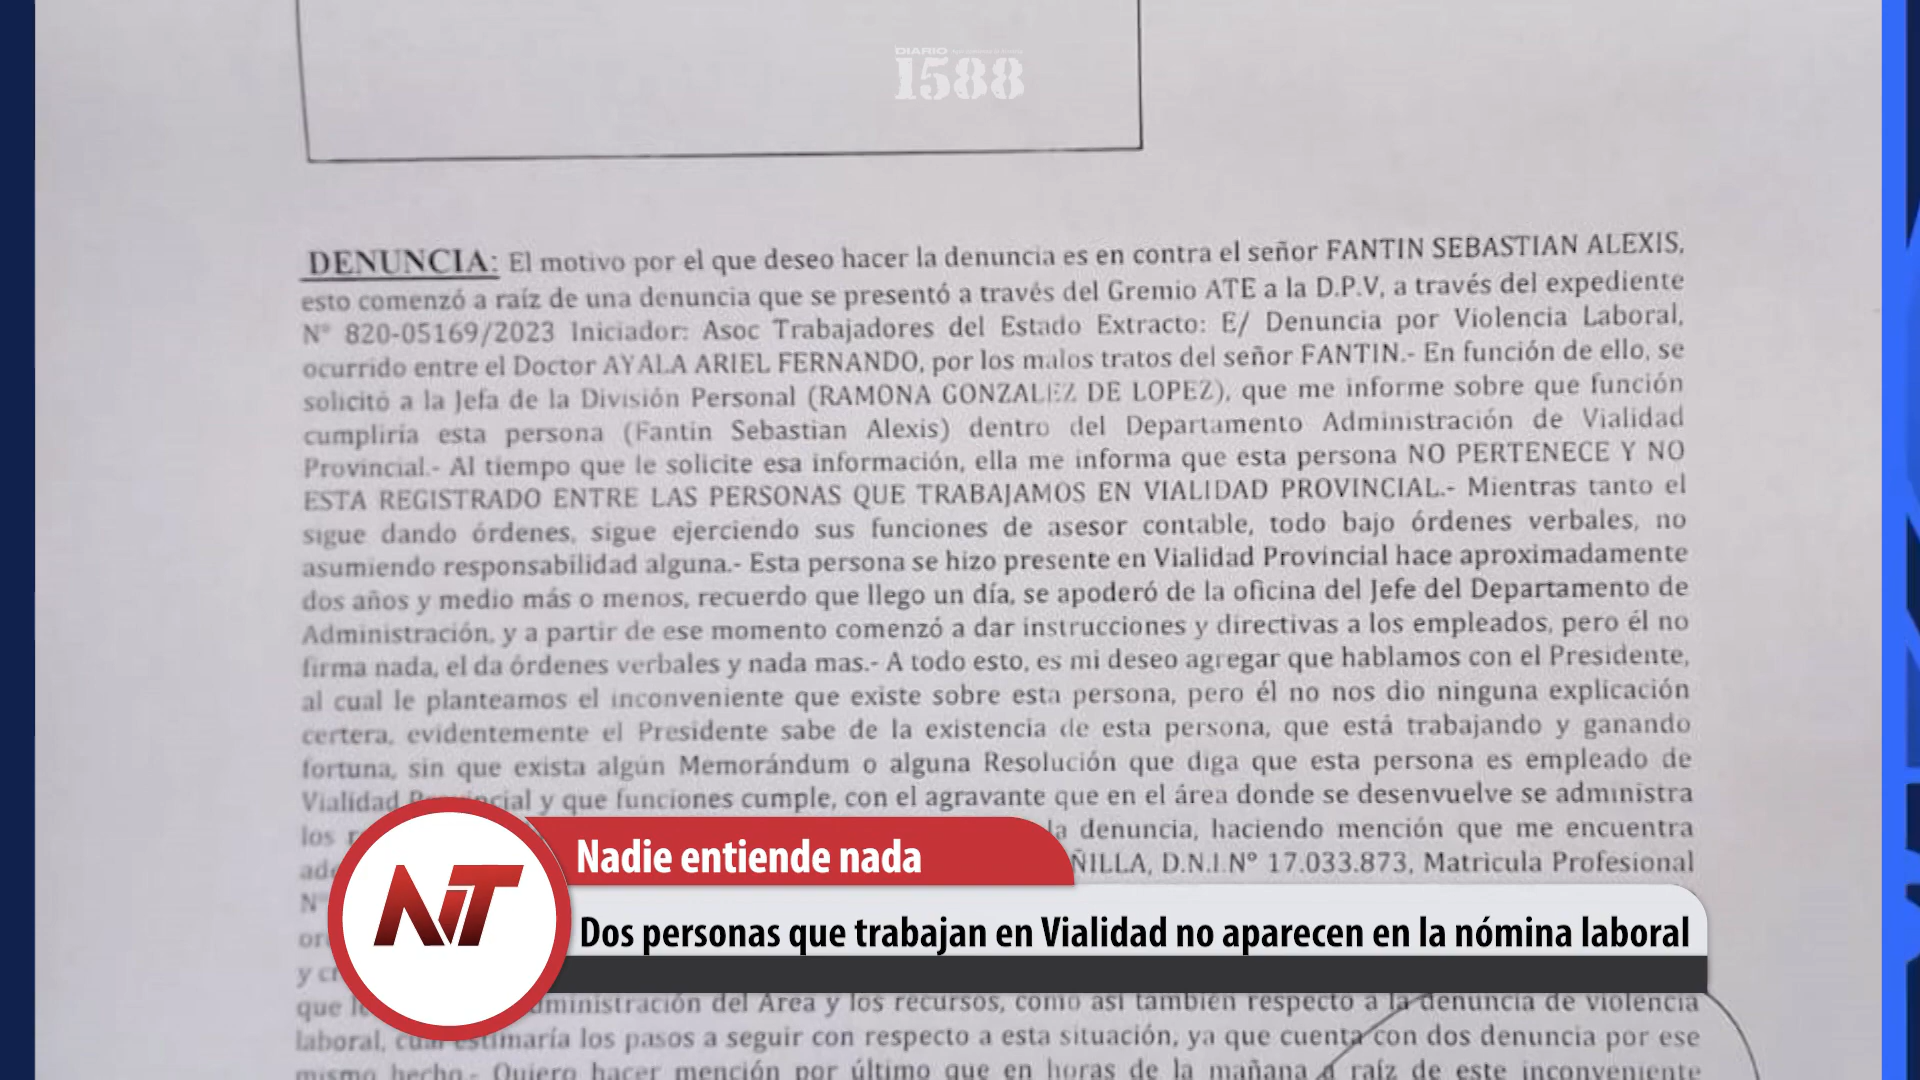 DIARIO
1588
DENUNCIA: El motivo por el que deseo hacer la denuncia es en contra el señor FANTIN SEBASTIAN ALEXIS,
esto comenzó a raíz de una denuncia que se presentó a través del Gremio ATE a la D.P.V, a través del expediente
N° 820-05169/2023 Iniciador: Asoc Trabajadores del Estado Extracto: E/ Denuncia por Violencia Laboral,
ocurrido entre el Doctor AYALA ARIEL FERNANDO, por los malos tratos del señor FANTIN.- En función de ello, se
solicitó a la Jefa de la División Personal (RAMONA GONZALEZ DE LOPEZ), que me informe sobre que función
cumpliría esta persona (Fantin Sebastian Alexis) dentro del Departamento Administración de Vialidad
Provincial.- Al tiempo que le solicite esa información, ella me informa que esta persona NO PERTENECE Y NO
ESTA REGISTRADO ENTRE LAS PERSONAS QUE TRABAJAMOS EN VIALIDAD PROVINCIAL.- Mientras tanto el
sigue dando órdenes, sigue ejerciendo sus funciones de asesor contable, todo bajo órdenes verbales, no
asumiendo responsabilidad alguna.- Esta persona se hizo presente en Vialidad Provincial hace aproximadamente
dos años y medio más o menos, recuerdo que llego un día, se apoderó de la oficina del Jefe del Departamento de
Administración, y a partir de ese momento comenzó a dar instrucciones y directivas a los empleados, pero él no
firma nada, el da órdenes verbales y nada mas.- A todo esto, es mi deseo agregar que hablamos con el Presidente,
al cual le planteamos el inconveniente que existe sobre esta persona, pero él no nos dio ninguna explicación
certera, evidentemente el Presidente sabe de la existencia de esta persona, que está trabajando y ganando
fortuna, sin que exista algún Memorándum o alguna Resolución que diga que esta persona es empleado de
Vialidad Provincial y que funciones cumple, con el agravante que en el área donde se desenvuelve se administra
los la denuncia, haciendo mención que me encuentra
ÑILLA, D.N.I.N° 17.033.873, Matricula Profesional
N°
Nadie entiende nada
NT
Dos personas que trabajan en Vialidad no aparecen en la nómina laboral
que ministración del Area y los recursos, como así también respecto a la denuncia de violencia
laboral, cual estimaría los pasos a seguir con respecto a esta situación, ya que cuenta con dos denuncia por ese
mismo hecho.- Quiero hacer mención por último que en horas de la mañana a raíz de este inconveniente